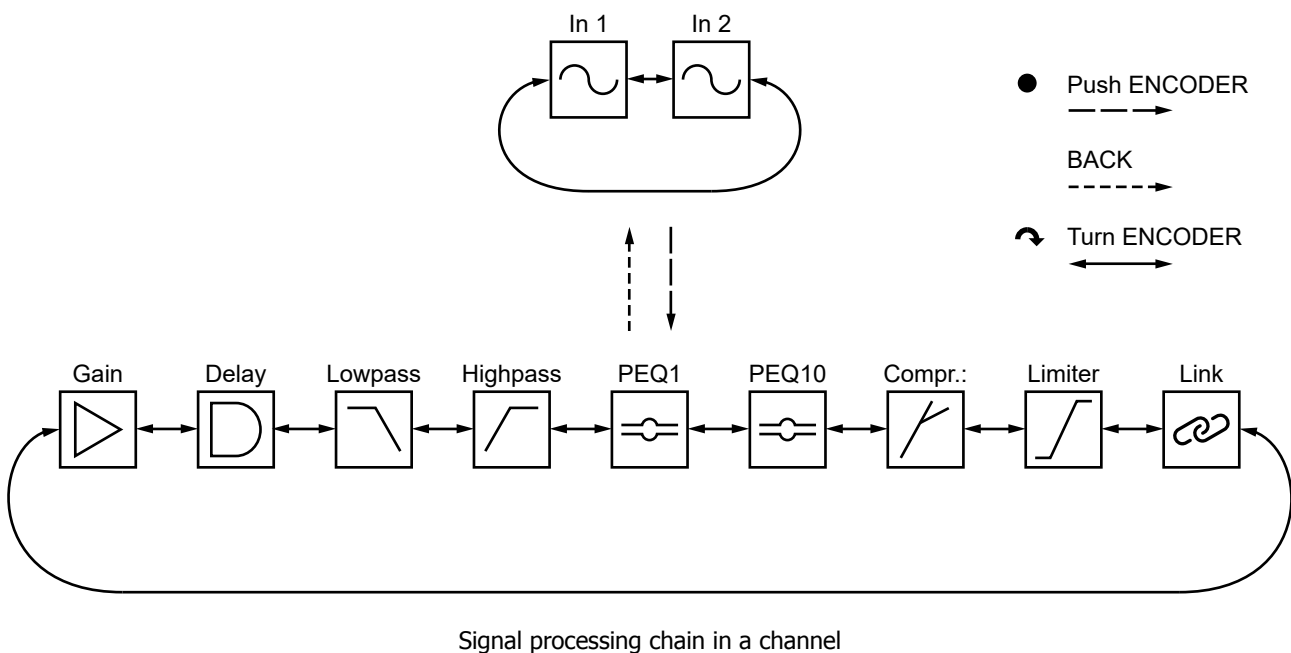 In 1 In 2
Push ENCODER
BACK
Turn ENCODER
Gain Delay Lowpass Highpass PEQ1 PEQ10 Compr.: Limiter Link
Signal processing chain in a channel